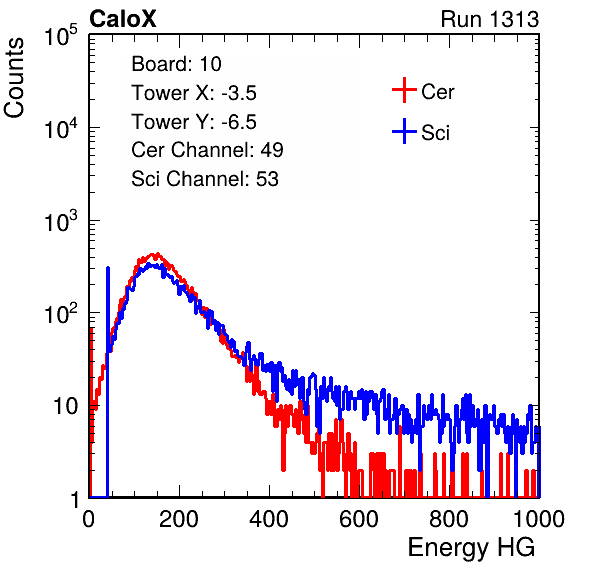 CaloX Run 1313
Counts
10^5
10^4
10^3
10^2
10
1
Board: 10
Tower X: -3.5
Tower Y: -6.5
Cer Channel: 49
Sci Channel: 53
Cer
Sci
0 200 400 600 800 1000
Energy HG